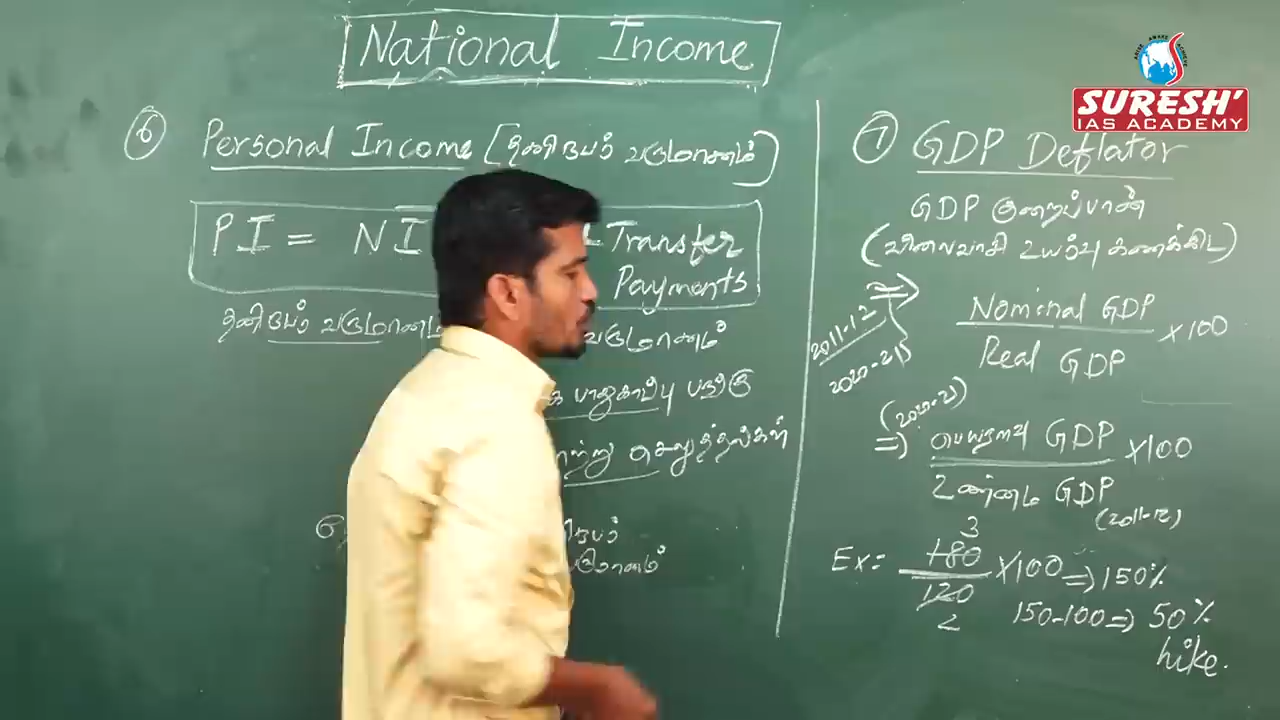 National Income
SURESH'
IAS ACADEMY
6 Personal Income [தனிநபர் வருமானம்]
PI = NI
Transfer
Payments
தனிநபர் வருமானம்
வருமானம்
பாதுகாப்பு பங்கு
செலுத்தல்கள்
7 GDP Deflator
GDP குறைப்பான்
(விலைவாசி உயர்வு கணக்கிட)
2011-12
2020-21
⇒ Nominal GDP
Real GDP ×100
(2020-21)
⇒ பெயரளவு GDP ×100
உண்மை GDP
(2011-12)
3
Ex: 180 ×100 ⇒ 150%
120
2
150-100 ⇒ 50%
hike.